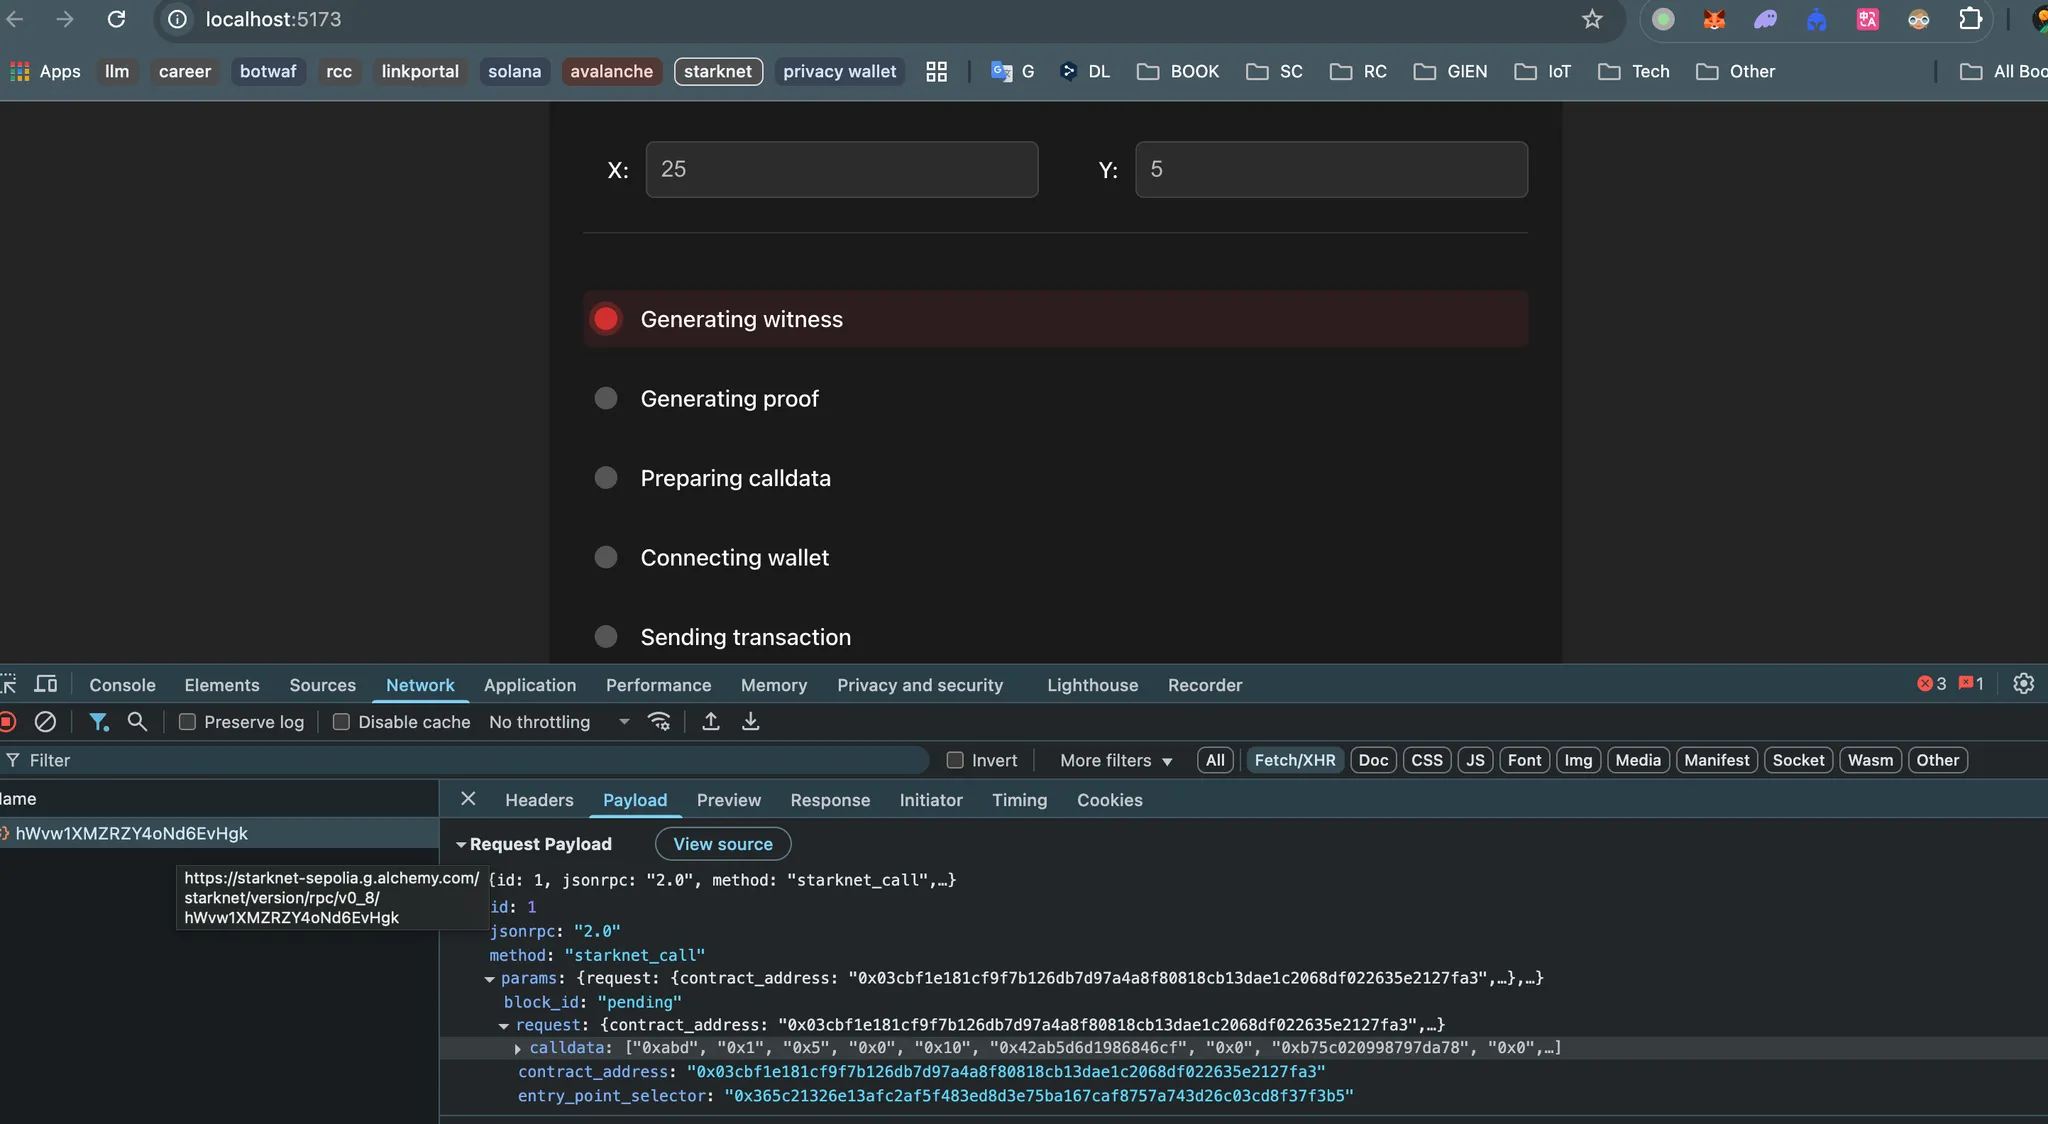 localhost:5173
Apps llm career botwaf rcc linkportal solana avalanche starknet privacy wallet G DL BOOK SC RC GIEN IoT Tech Other All Boo
X: 25 Y: 5
Generating witness
Generating proof
Preparing calldata
Connecting wallet
Sending transaction
Console Elements Sources Network Application Performance Memory Privacy and security Lighthouse Recorder 3 1
Preserve log Disable cache No throttling
Filter Invert More filters All Fetch/XHR Doc CSS JS Font Img Media Manifest Socket Wasm Other
lame Headers Payload Preview Response Initiator Timing Cookies
hWvw1XMZRZY4oNd6EvHgk
Request Payload View source
https://starknet-sepolia.g.alchemy.com/
starknet/version/rpc/v0_8/
hWvw1XMZRZY4oNd6EvHgk
{id: 1, jsonrpc: "2.0", method: "starknet_call",…}
id: 1
jsonrpc: "2.0"
method: "starknet_call"
params: {request: {contract_address: "0x03cbf1e181cf9f7b126db7d97a4a8f80818cb13dae1c2068df022635e2127fa3",…},…}
block_id: "pending"
request: {contract_address: "0x03cbf1e181cf9f7b126db7d97a4a8f80818cb13dae1c2068df022635e2127fa3",…}
calldata: ["0xabd", "0x1", "0x5", "0x0", "0x10", "0x42ab5d6d1986846cf", "0x0", "0xb75c020998797da78", "0x0",…]
contract_address: "0x03cbf1e181cf9f7b126db7d97a4a8f80818cb13dae1c2068df022635e2127fa3"
entry_point_selector: "0x365c21326e13afc2af5f483ed8d3e75ba167caf8757a743d26c03cd8f37f3b5"